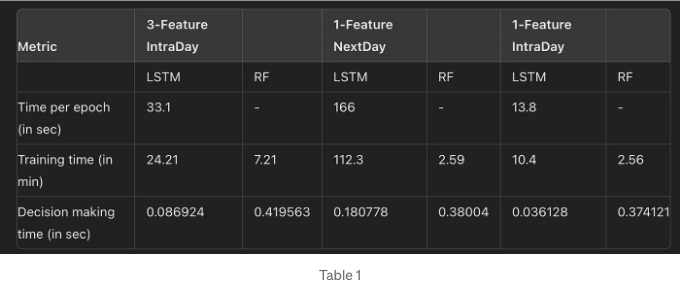 3-Feature 1-Feature 1-Feature
Metric IntraDay NextDay IntraDay
LSTM RF LSTM RF LSTM RF
Time per epoch 33.1 - 166 - 13.8 -
(in sec)
Training time (in 24.21 7.21 112.3 2.59 10.4 2.56
min)
Decision making 0.086924 0.419563 0.180778 0.38004 0.036128 0.374121
time (in sec)
Table 1